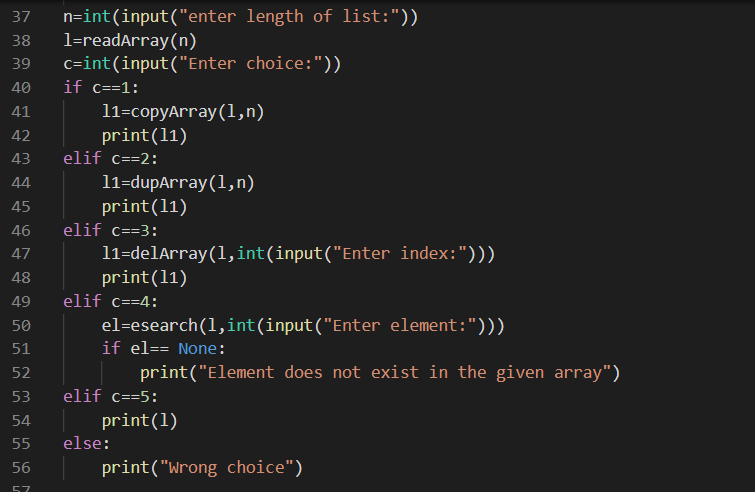 37 n=int(input("enter length of list:"))
38 l=readArray(n)
39 c=int(input("Enter choice:"))
40 if c==1:
41     l1=copyArray(l,n)
42     print(l1)
43 elif c==2:
44     l1=dupArray(l,n)
45     print(l1)
46 elif c==3:
47     l1=delArray(l,int(input("Enter index:")))
48     print(l1)
49 elif c==4:
50     el=esearch(l,int(input("Enter element:")))
51     if el== None:
52         print("Element does not exist in the given array")
53 elif c==5:
54     print(l)
55 else:
56     print("Wrong choice")
57